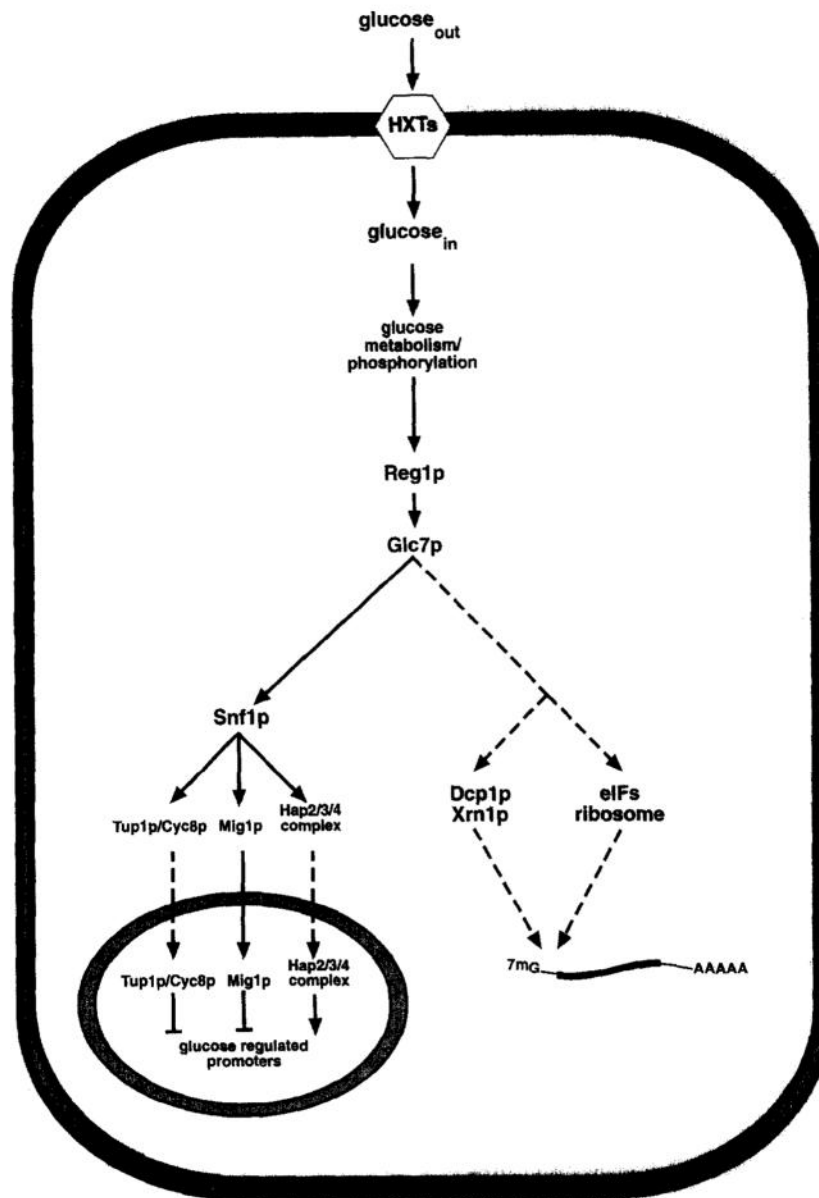 glucose out
HXTs
glucose in
glucose
metabolism/
phosphorylation
Reg1p
Glc7p
Snf1p
Tup1p/Cyc8p Mig1p Hap2/3/4
complex
Dcp1p
Xrn1p
eIFs
ribosome
Tup1p/Cyc8p Mig1p Hap2/3/4
complex
glucose regulated
promoters
7mG AAAAA